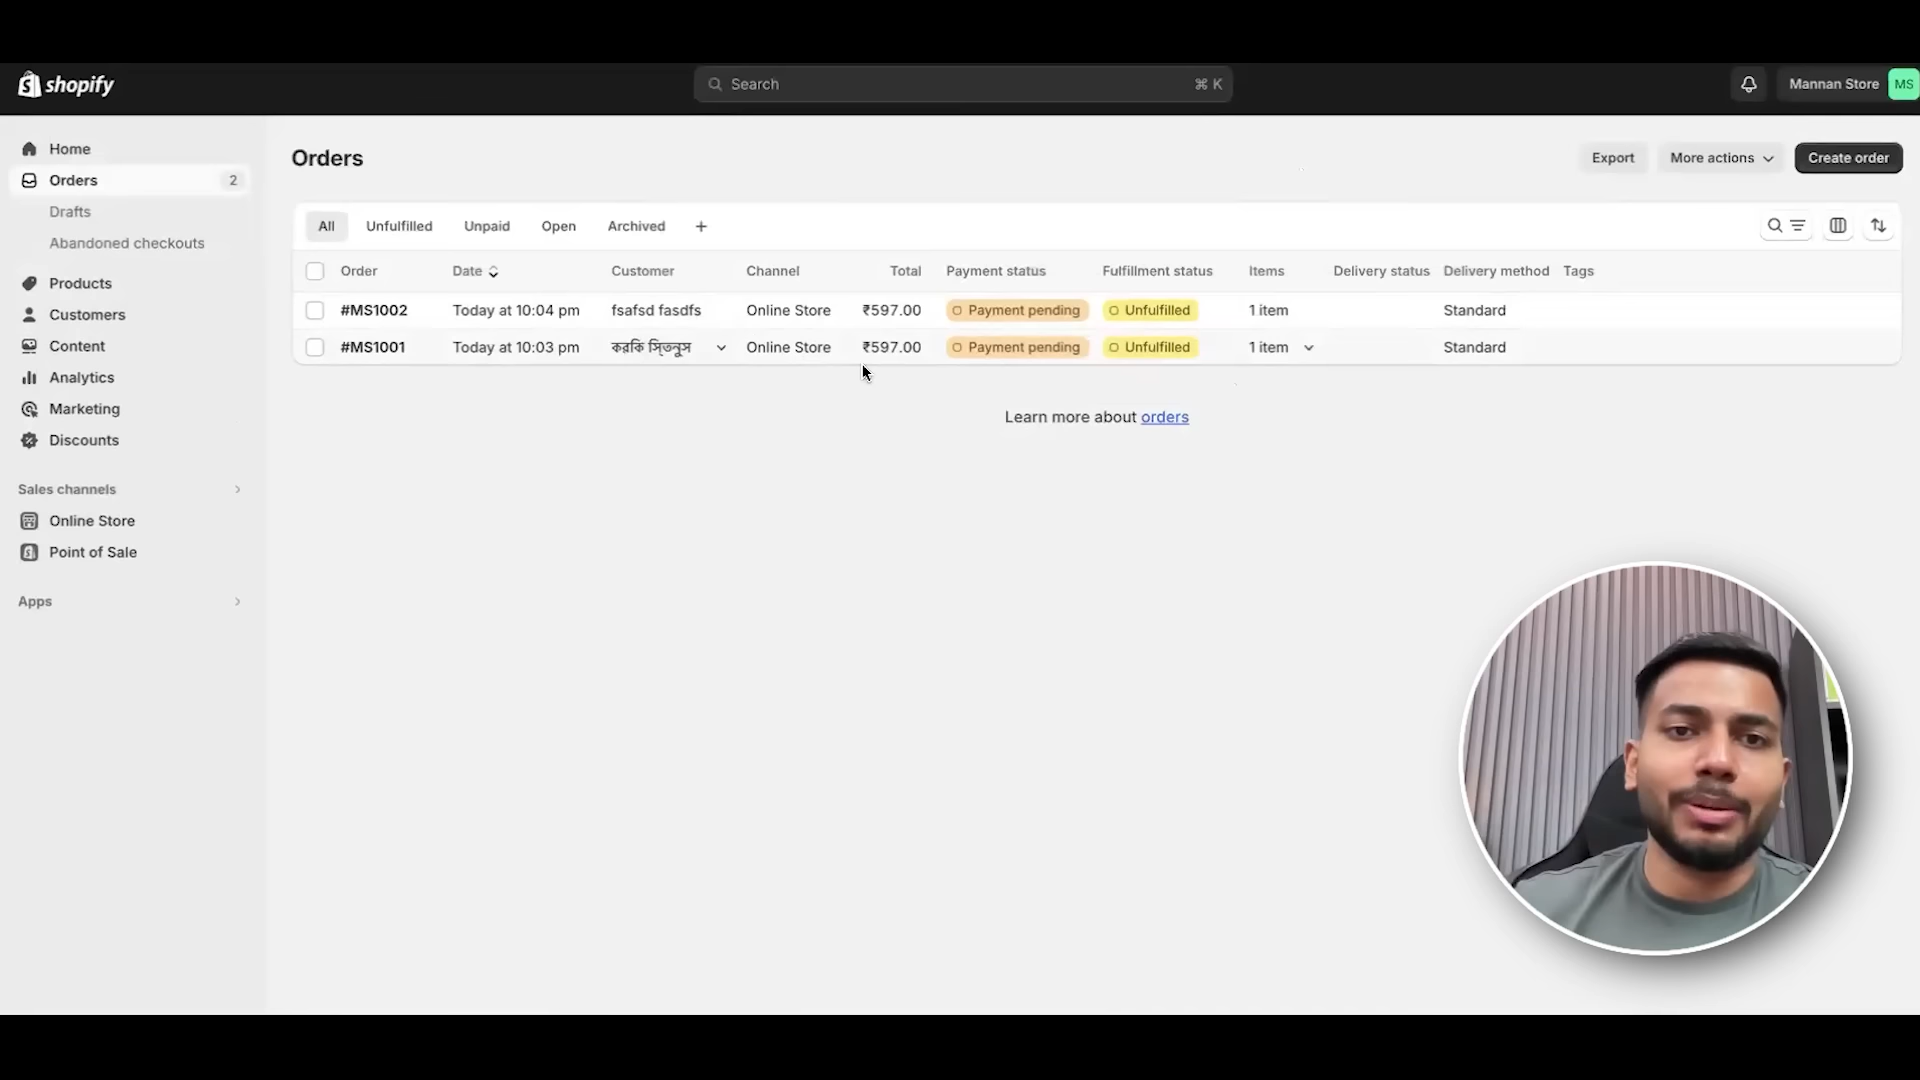 shopify
Search
⌘ K
Mannan Store
MS
Home
Orders
2
Drafts
Abandoned checkouts
Products
Customers
Content
Analytics
Marketing
Discounts
Sales channels
Online Store
Point of Sale
Apps
Orders
Export
More actions
Create order
All Unfulfilled Unpaid Open Archived +
Order Date Customer Channel Total Payment status Fulfillment status Items Delivery status Delivery method Tags
#MS1002 Today at 10:04 pm fsafsd fasdfs Online Store ₹597.00 Payment pending Unfulfilled 1 item Standard
#MS1001 Today at 10:03 pm Online Store ₹597.00 Payment pending Unfulfilled 1 item Standard
Learn more about orders